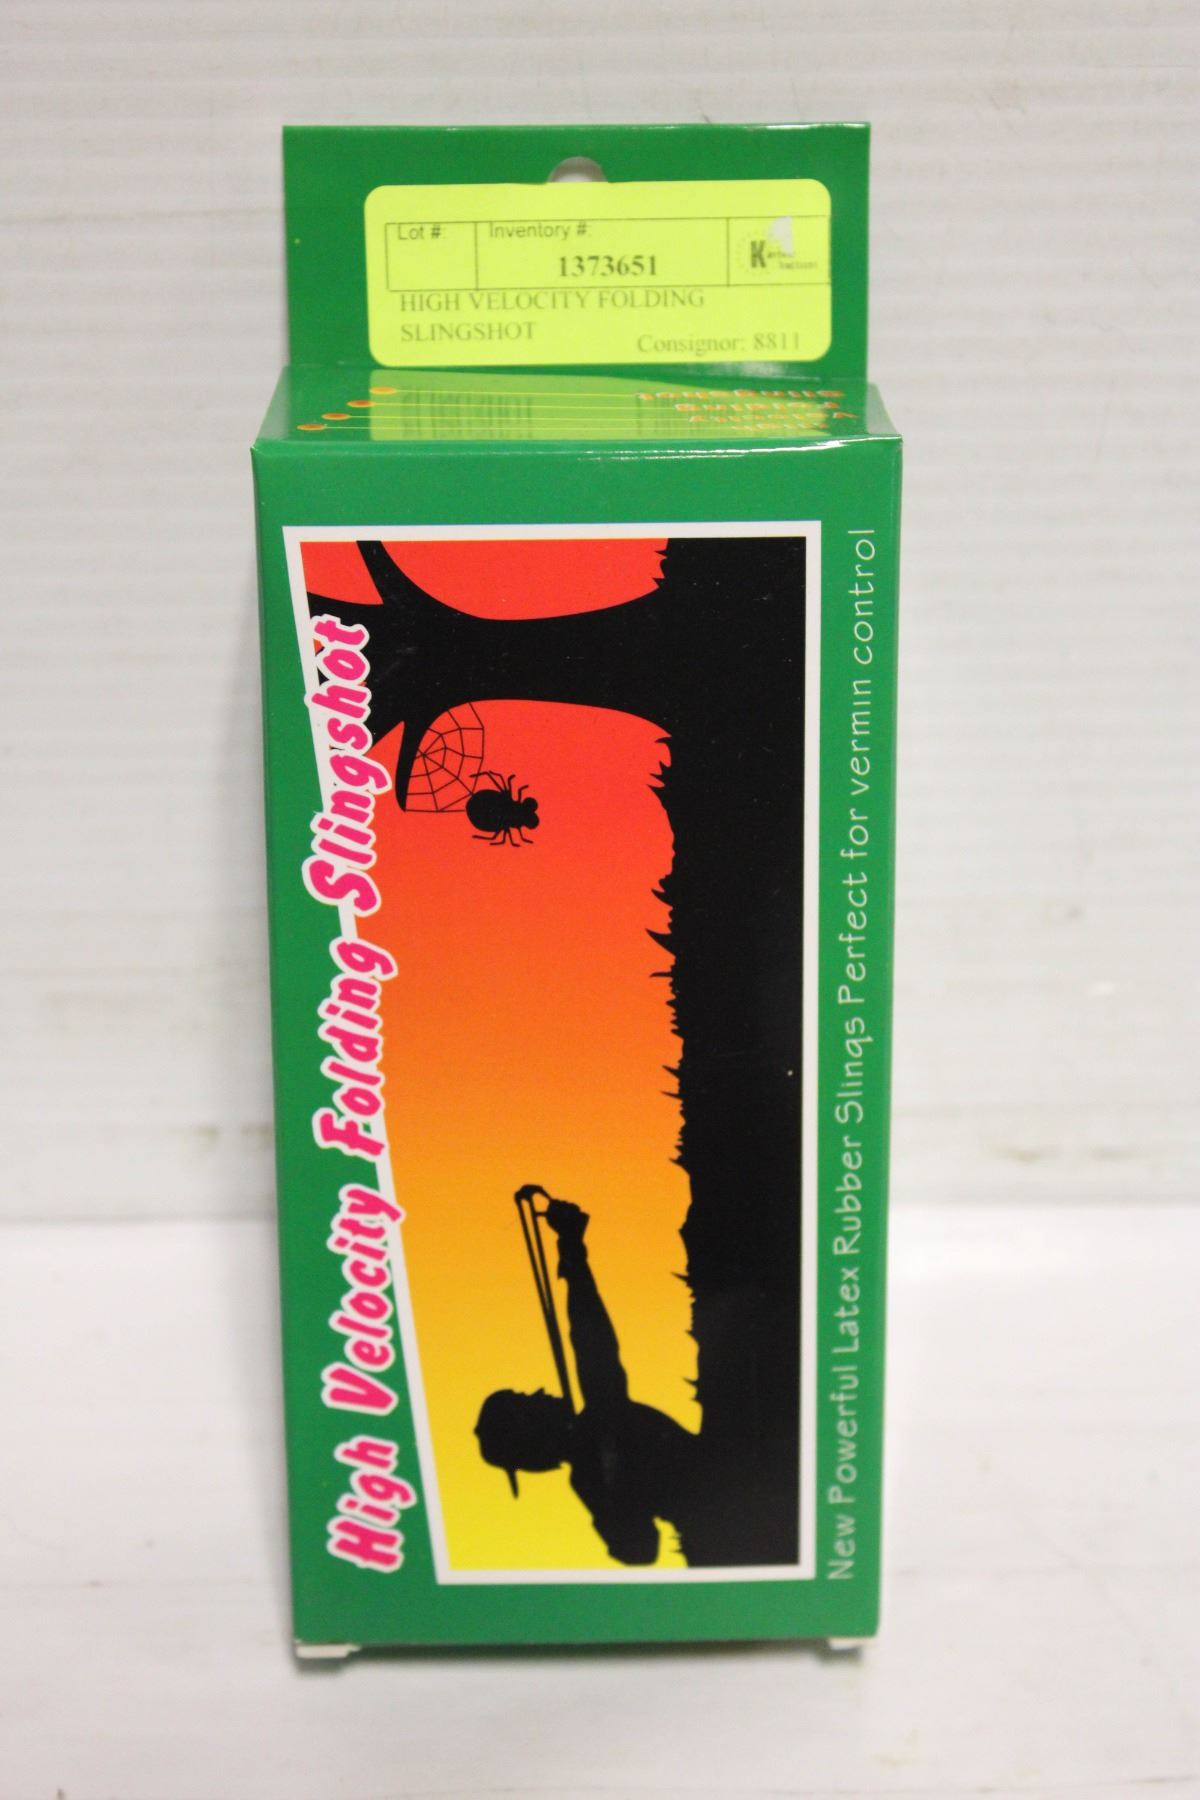 Lot #:
Inventory #:
1373651
HIGH VELOCITY FOLDING
SLINGSHOT
Consignor: 8811
High Velocity Folding Slingshot
New Powerful Latex Rubber Slings Perfect for vermin control